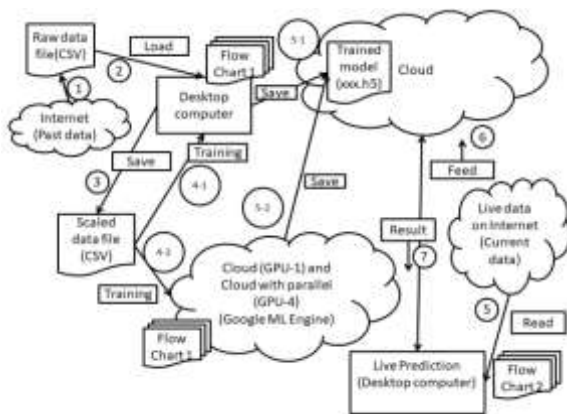 Raw data
file(CSV)
Load
2
1
Internet
(Past data)
Flow
Chart 1
Desktop
computer
5-1
Trained
model
(xxx.h5)
Cloud
Save
Save
Training
3
4-1
5-2
Save
6
Feed
Scaled
data file
(CSV)
Training
Cloud (GPU-1) and
Cloud with parallel
(GPU-4)
(Google ML Engine)
Flow
Chart 1
Result
7
Live data
on Internet
(Current
data)
5
Read
Live Prediction
(Desktop computer)
Flow
Chart 2